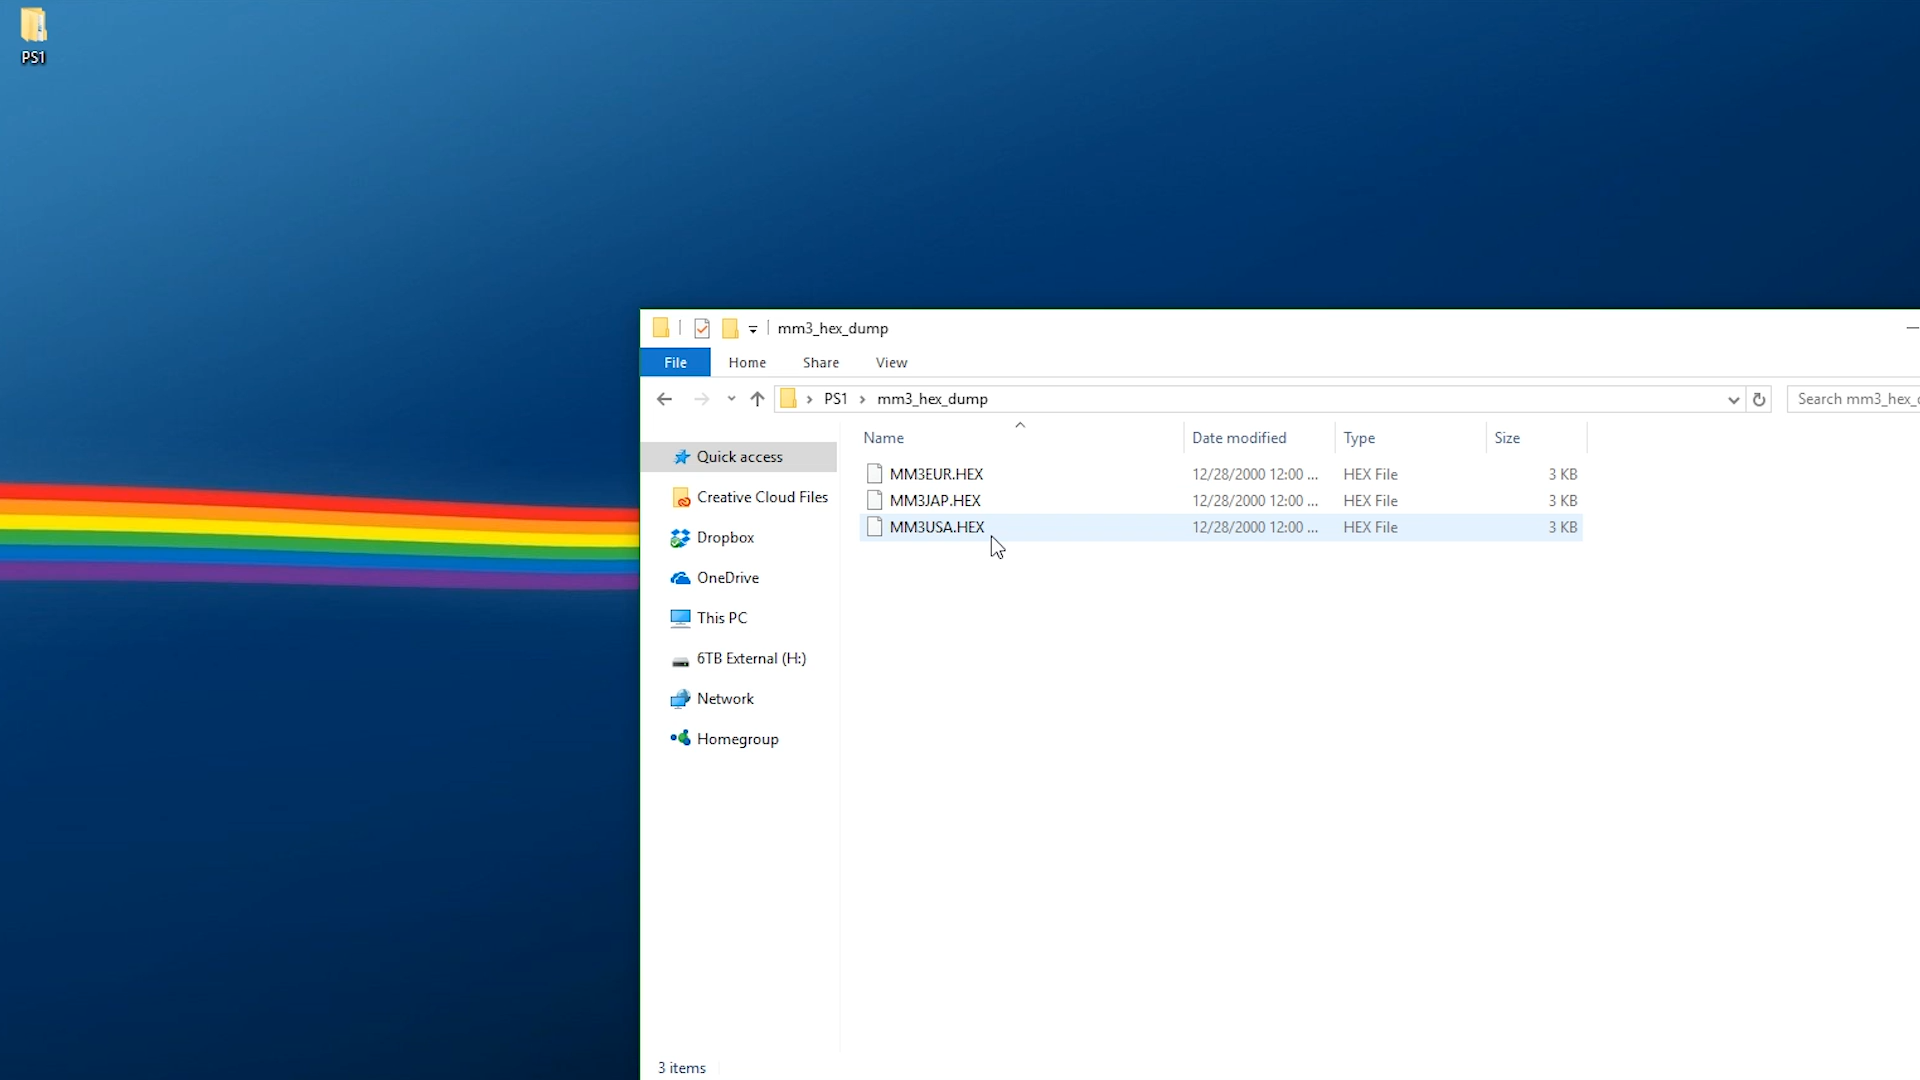 PS1
mm3_hex_dump
File Home Share View
PS1 > mm3_hex_dump
Search mm3_hex_
Name Date modified Type Size
Quick access
MM3EUR.HEX 12/28/2000 12:00 ... HEX File 3 KB
Creative Cloud Files
MM3JAP.HEX 12/28/2000 12:00 ... HEX File 3 KB
MM3USA.HEX 12/28/2000 12:00 ... HEX File 3 KB
Dropbox
OneDrive
This PC
6TB External (H:)
Network
Homegroup
3 items